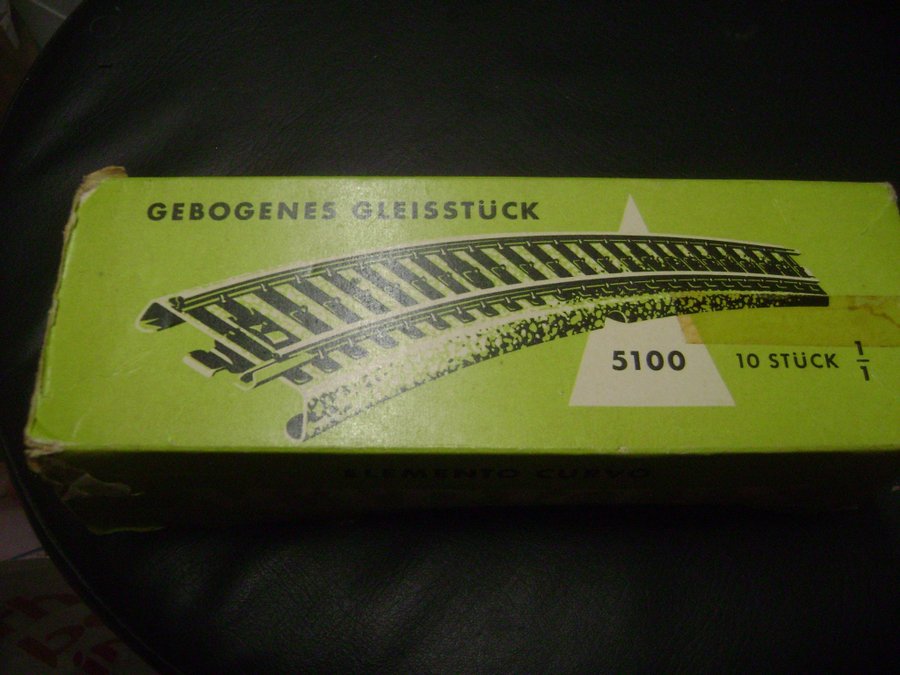 GEBOGENES GLEISSTÜCK
5100 10 STÜCK 1/1
ELEMENTO CURVO